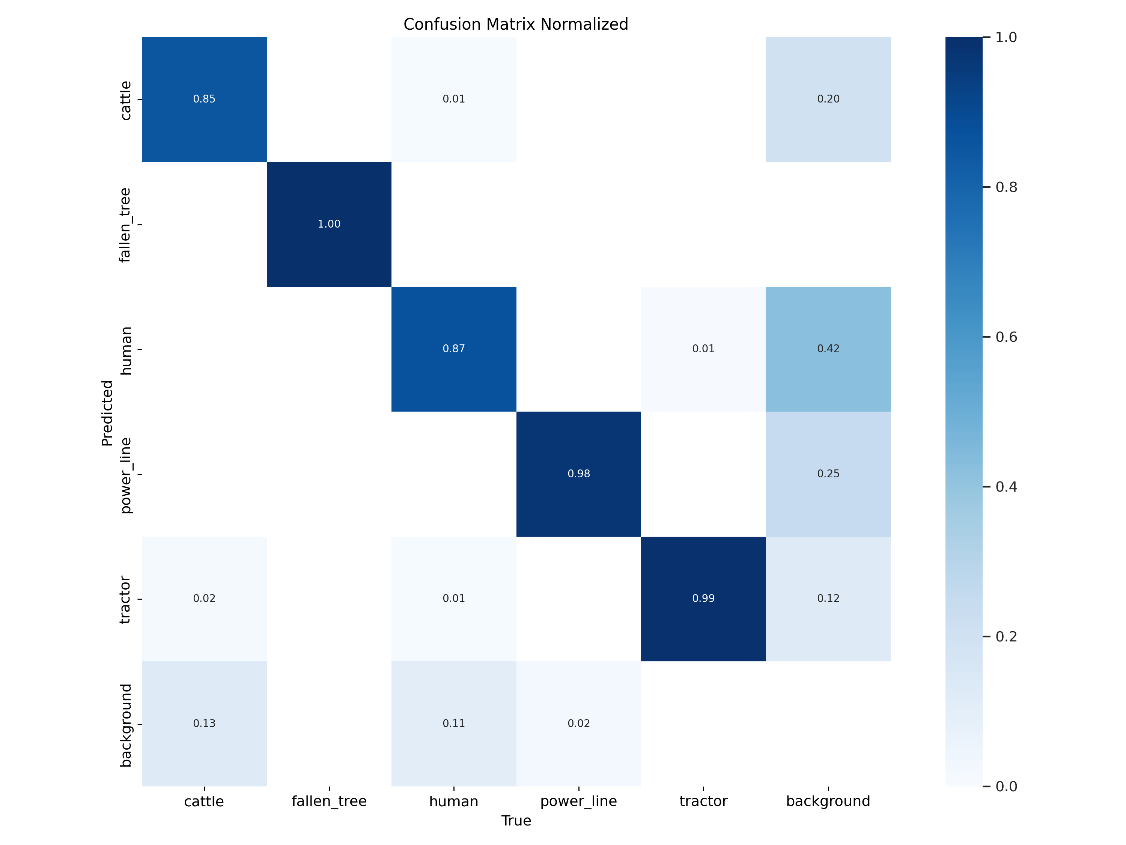 Confusion Matrix Normalized
cattle
0.85
0.01
0.20
fallen_tree
1.00
human
0.87
0.01
0.42
power_line
0.98
0.25
tractor
0.02
0.01
0.99
0.12
background
0.13
0.11
0.02
Predicted
cattle
fallen_tree
human
power_line
tractor
background
True
1.0
0.8
0.6
0.4
0.2
0.0